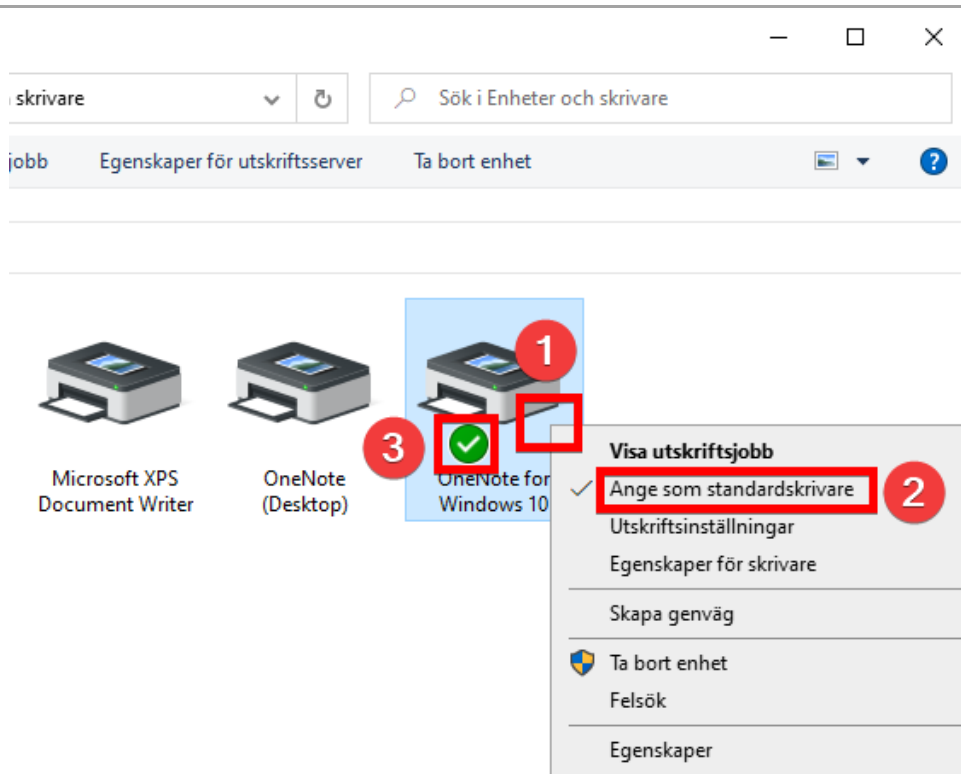 skrivare
Sök i Enheter och skrivare
jobb Egenskaper för utskriftsserver Ta bort enhet
?
1
3
Microsoft XPS
Document Writer
OneNote
(Desktop)
OneNote for
Windows 10
Visa utskriftsjobb
Ange som standardskrivare
2
Utskriftsinställningar
Egenskaper för skrivare
Skapa genväg
Ta bort enhet
Felsök
Egenskaper